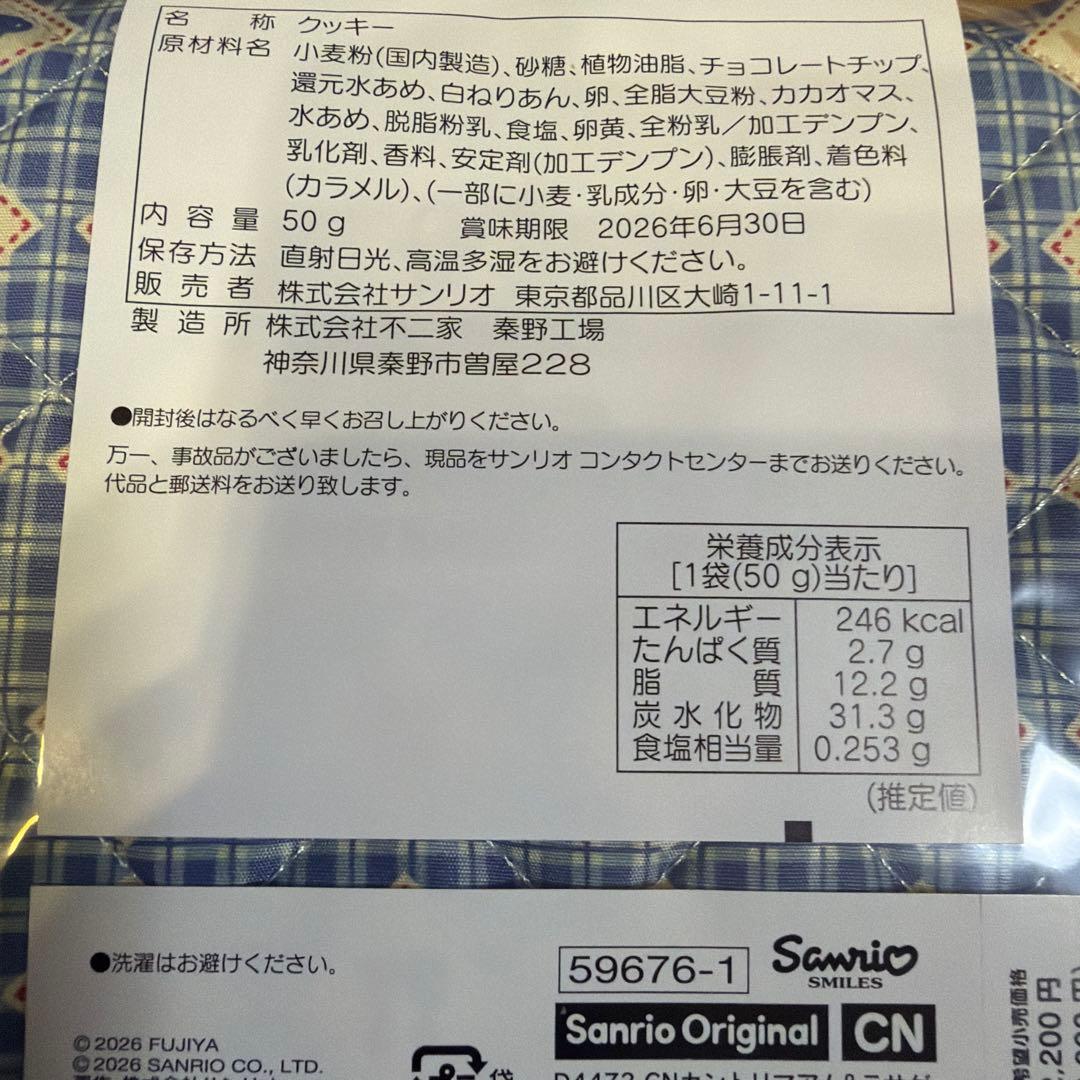 名称 クッキー
原材料名 小麦粉(国内製造)、砂糖、植物油脂、チョコレートチップ、
還元水あめ、白ねりあん、卵、全脂大豆粉、カカオマス、
水あめ、脱脂粉乳、食塩、卵黄、全粉乳／加工デンプン、
乳化剤、香料、安定剤(加工デンプン)、膨脹剤、着色料
(カラメル)、(一部に小麦・乳成分・卵・大豆を含む)
内容量 50 g 賞味期限 2026年6月30日
保存方法 直射日光、高温多湿をお避けください。
販売者 株式会社サンリオ 東京都品川区大崎1-11-1
製造所 株式会社不二家 秦野工場
神奈川県秦野市曽屋228
●開封後はなるべく早くお召し上がりください。
万一、事故品がございましたら、現品をサンリオ コンタクトセンターまでお送りください。
代品と郵送料をお送り致します。
栄養成分表示
[1袋(50 g)当たり]
エネルギー 246 kcal
たんぱく質 2.7 g
脂質 12.2 g
炭水化物 31.3 g
食塩相当量 0.253 g
(推定値)
●洗濯はお避けください。
59676-1
Sanrio
SMILES
Sanrio Original CN
© 2026 FUJIYA
© 2026 SANRIO CO., LTD.
プラ 袋
小売価格
,200円